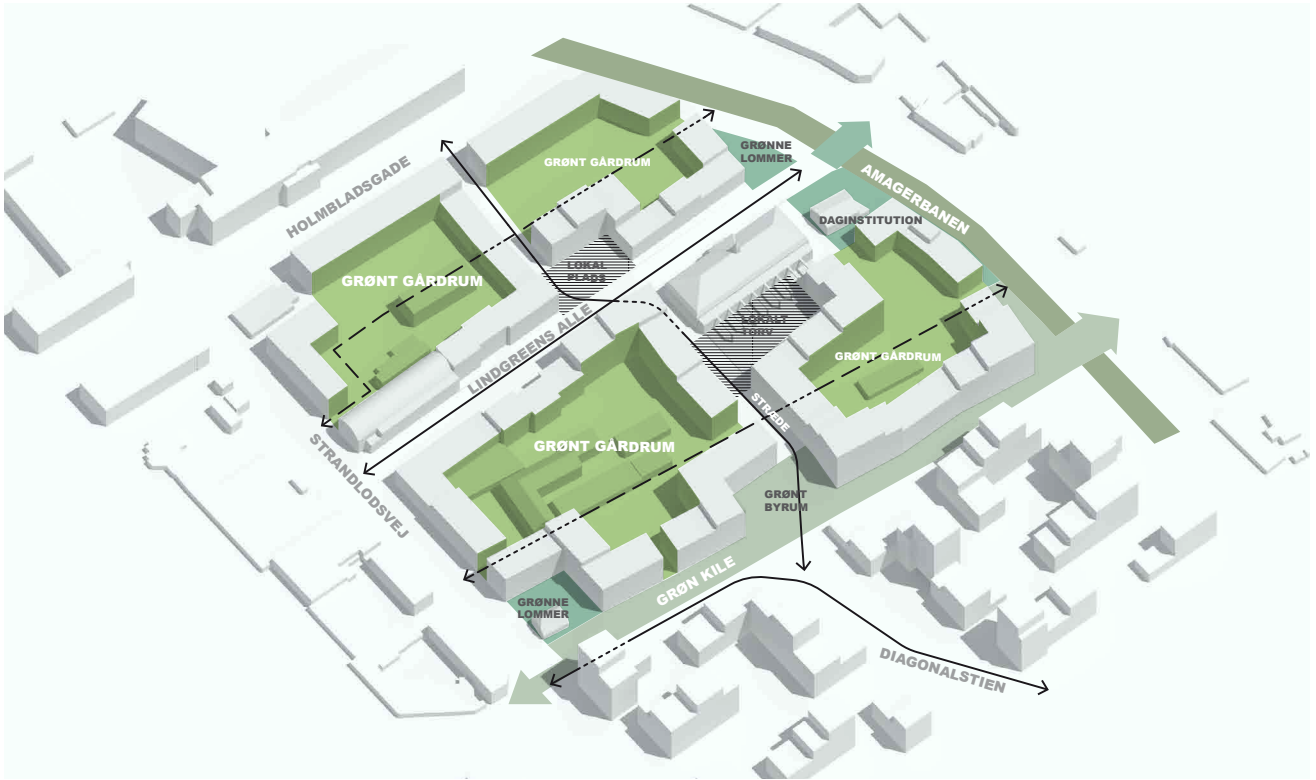 GRØNNE
LOMMER
GRØNT GÅRDRUM
HOLMBLADSGADE
AMAGERBANEN
DAGINSTITUTION
LOKAL
PLADS
GRØNT GÅRDRUM
LOKALT
TORV
LINDGREENS ALLE
GRØNT GÅRDRUM
STRÆDE
GRØNT GÅRDRUM
STRANDLODSVEJ
GRØNT
BYRUM
GRØN KILE
GRØNNE
LOMMER
DIAGONALSTIEN